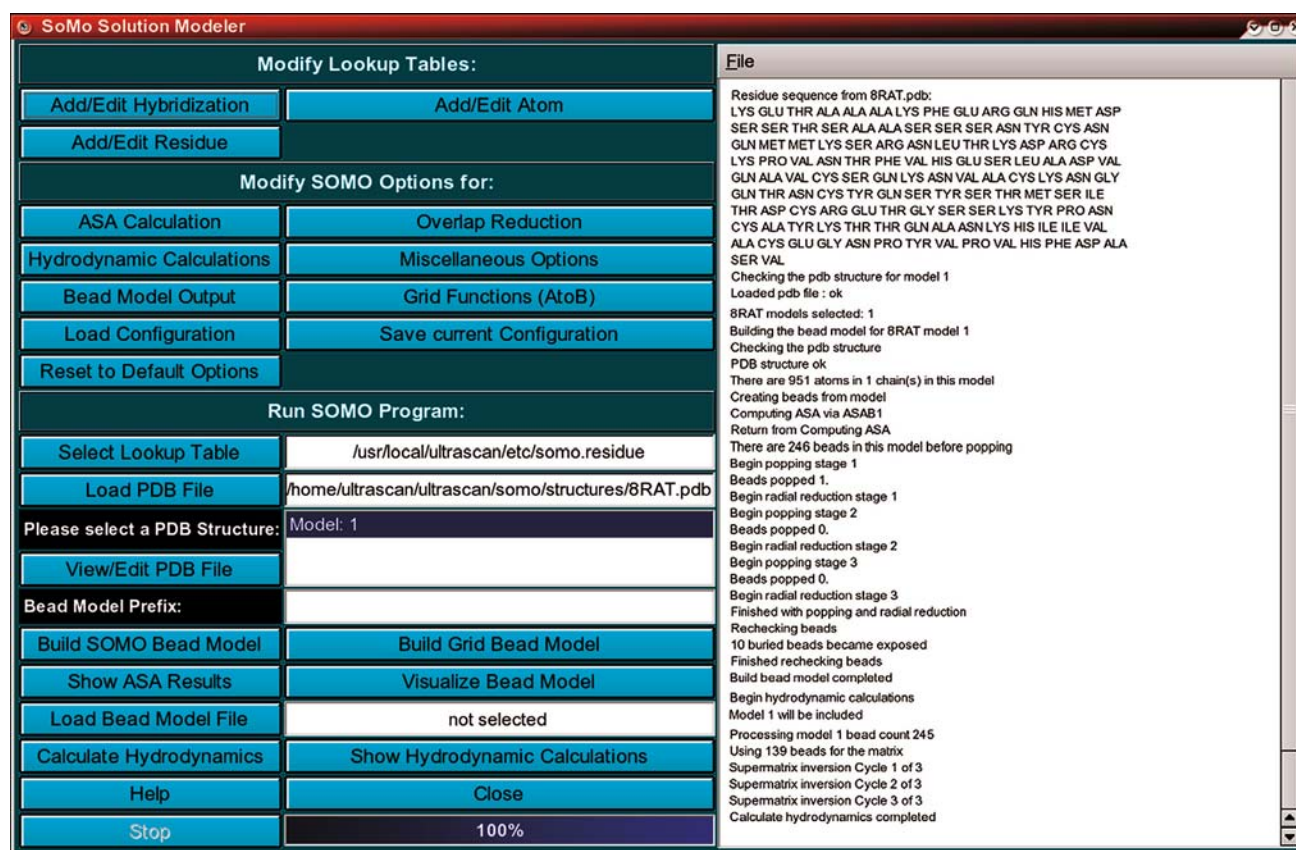 SoMo Solution Modeler
Modify Lookup Tables:
Add/Edit Hybridization
Add/Edit Atom
Add/Edit Residue
Modify SOMO Options for:
ASA Calculation
Overlap Reduction
Hydrodynamic Calculations
Miscellaneous Options
Bead Model Output
Grid Functions (AtoB)
Load Configuration
Save current Configuration
Reset to Default Options
Run SOMO Program:
Select Lookup Table
/usr/local/ultrascan/etc/somo.residue
Load PDB File
/home/ultrascan/ultrascan/somo/structures/8RAT.pdb
Please select a PDB Structure:
Model: 1
View/Edit PDB File
Bead Model Prefix:
Build SOMO Bead Model
Build Grid Bead Model
Show ASA Results
Visualize Bead Model
Load Bead Model File
not selected
Calculate Hydrodynamics
Show Hydrodynamic Calculations
Help
Close
Stop
100%
File
Residue sequence from 8RAT.pdb:
LYS GLU THR ALA ALA ALA LYS PHE GLU ARG GLN HIS MET ASP
SER SER THR SER ALA ALA SER SER SER ASN TYR CYS ASN
GLN MET MET LYS SER ARG ASN LEU THR LYS ASP ARG CYS
LYS PRO VAL ASN THR PHE VAL HIS GLU SER LEU ALA ASP VAL
GLN ALA VAL CYS SER GLN LYS ASN VAL ALA CYS LYS ASN GLY
GLN THR ASN CYS TYR GLN SER TYR SER THR MET SER ILE
THR ASP CYS ARG GLU THR GLY SER SER LYS TYR PRO ASN
CYS ALA TYR LYS THR THR GLN ALA ASN LYS HIS ILE ILE VAL
ALA CYS GLU GLY ASN PRO TYR VAL PRO VAL HIS PHE ASP ALA
SER VAL
Checking the pdb structure for model 1
Loaded pdb file : ok
8RAT models selected: 1
Building the bead model for 8RAT model 1
Checking the pdb structure
PDB structure ok
There are 951 atoms in 1 chain(s) in this model
Creating beads from model
Computing ASA via ASAB1
Return from Computing ASA
There are 246 beads in this model before popping
Begin popping stage 1
Beads popped 1.
Begin radial reduction stage 1
Begin popping stage 2
Beads popped 0.
Begin radial reduction stage 2
Begin popping stage 3
Beads popped 0.
Begin radial reduction stage 3
Finished with popping and radial reduction
Rechecking beads
10 buried beads became exposed
Finished rechecking beads
Build bead model completed
Begin hydrodynamic calculations
Model 1 will be included
Processing model 1 bead count 245
Using 139 beads for the matrix
Supermatrix inversion Cycle 1 of 3
Supermatrix inversion Cycle 2 of 3
Supermatrix inversion Cycle 3 of 3
Calculate hydrodynamics completed